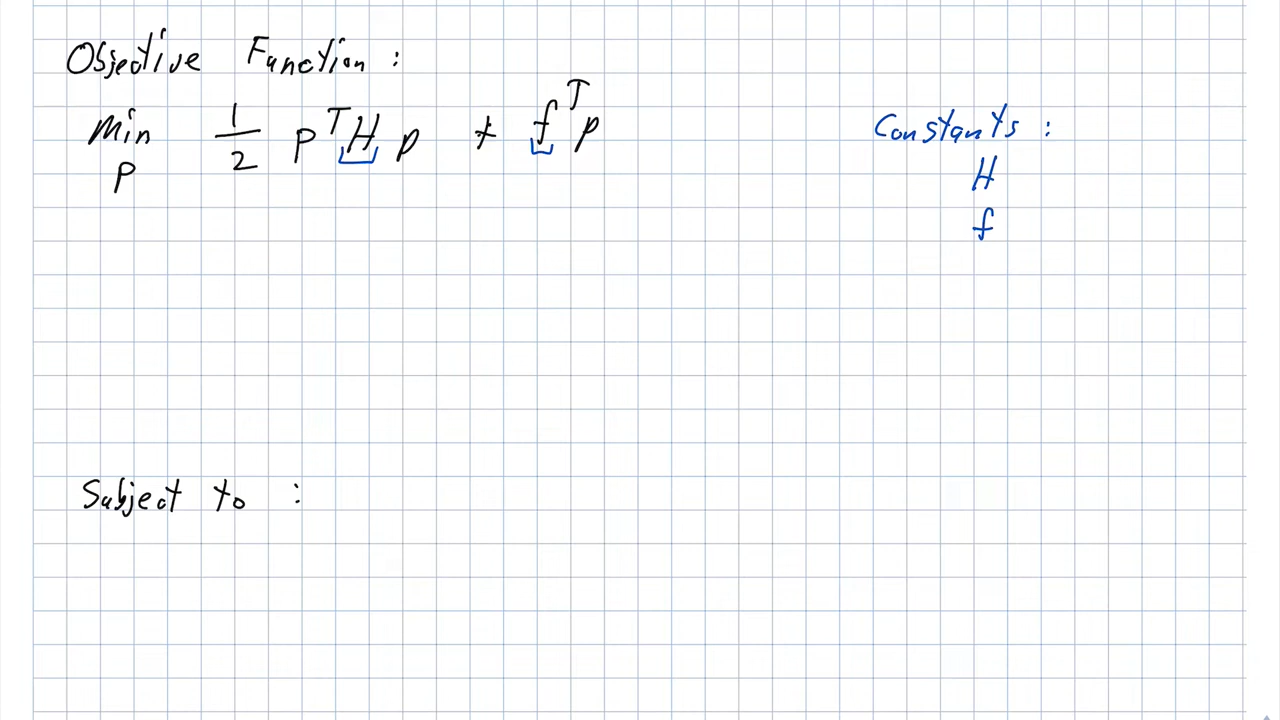 Objective Function :
min 1/2 p^T H p + f^T p
p
Constants :
H
f
Subject to :